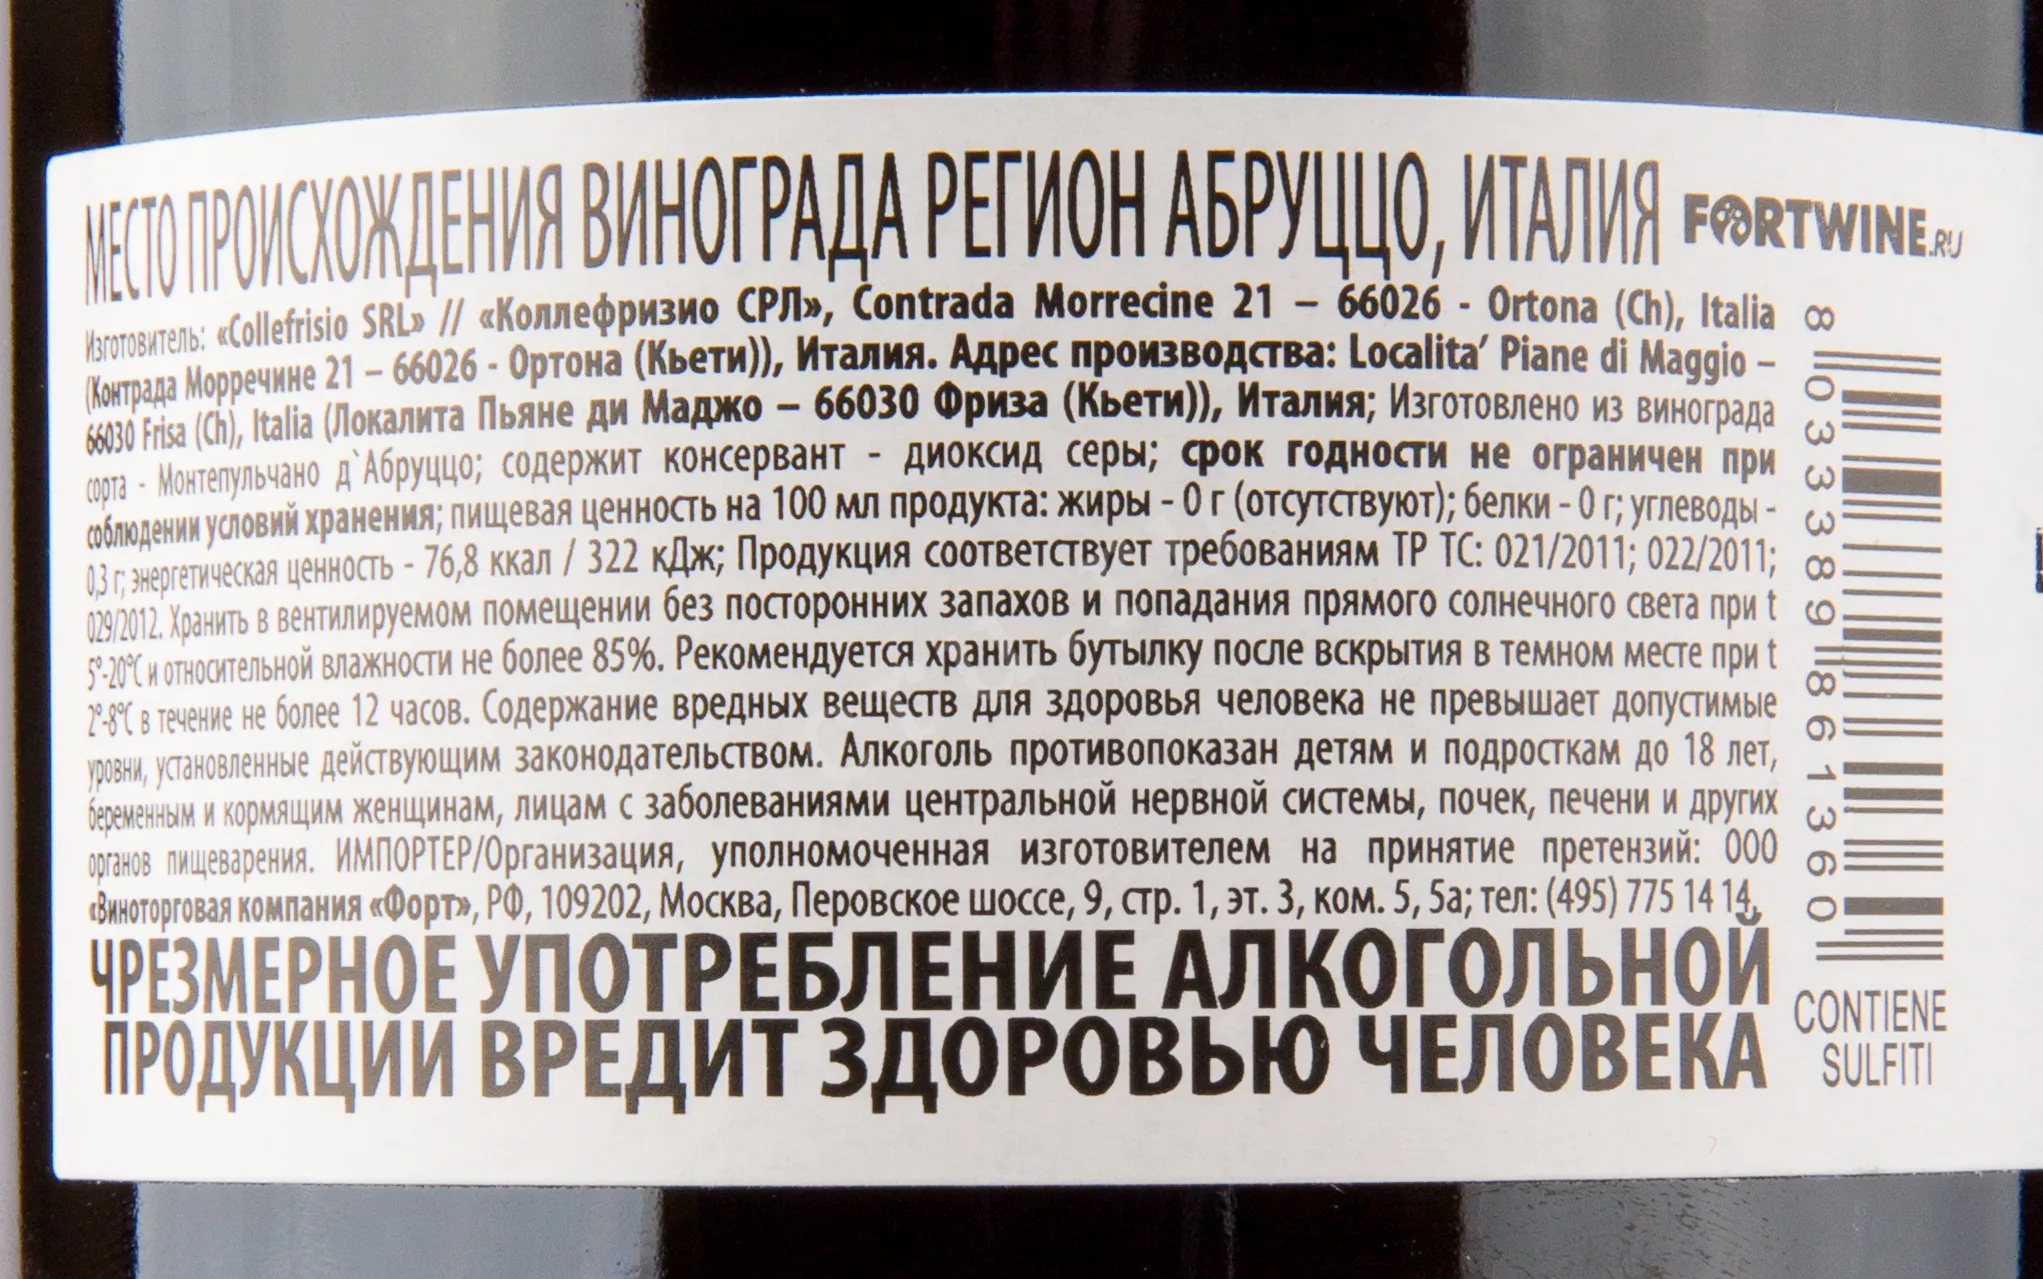 МЕСТО ПРОИСХОЖДЕНИЯ ВИНОГРАДА РЕГИОН АБРУЦЦО, ИТАЛИЯ
FORTWINE.RU
Изготовитель: «Collefrisio SRL» // «Коллефризио СРЛ», Contrada Morrecine 21 – 66026 - Ortona (Ch), Italia
(Контрада Морречине 21 – 66026 - Ортона (Кьети)), Италия. Адрес производства: Localita’ Piane di Maggio –
66030 Frisa (Ch), Italia (Локалита Пьяне ди Маджо – 66030 Фриза (Кьети)), Италия; Изготовлено из винограда
сорта - Монтепульчано д`Абруццо; содержит консервант - диоксид серы; срок годности не ограничен при
соблюдении условий хранения; пищевая ценность на 100 мл продукта: жиры - 0 г (отсутствуют); белки - 0 г; углеводы -
0,3 г; энергетическая ценность - 76,8 ккал / 322 кДж; Продукция соответствует требованиям ТР ТС: 021/2011; 022/2011;
029/2012. Хранить в вентилируемом помещении без посторонних запахов и попадания прямого солнечного света при t
5°-20°С и относительной влажности не более 85%. Рекомендуется хранить бутылку после вскрытия в темном месте при t
2°-8°С в течение не более 12 часов. Содержание вредных веществ для здоровья человека не превышает допустимые
уровни, установленные действующим законодательством. Алкоголь противопоказан детям и подросткам до 18 лет,
беременным и кормящим женщинам, лицам с заболеваниями центральной нервной системы, почек, печени и других
органов пищеварения. ИМПОРТЕР/Организация, уполномоченная изготовителем на принятие претензий: ООО
«Виноторговая компания «Форт», РФ, 109202, Москва, Перовское шоссе, 9, стр. 1, эт. 3, ком. 5, 5а; тел: (495) 775 14 14,
ЧРЕЗМЕРНОЕ УПОТРЕБЛЕНИЕ АЛКОГОЛЬНОЙ
ПРОДУКЦИИ ВРЕДИТ ЗДОРОВЬЮ ЧЕЛОВЕКА
8 033389 861360
CONTIENE
SULFITI